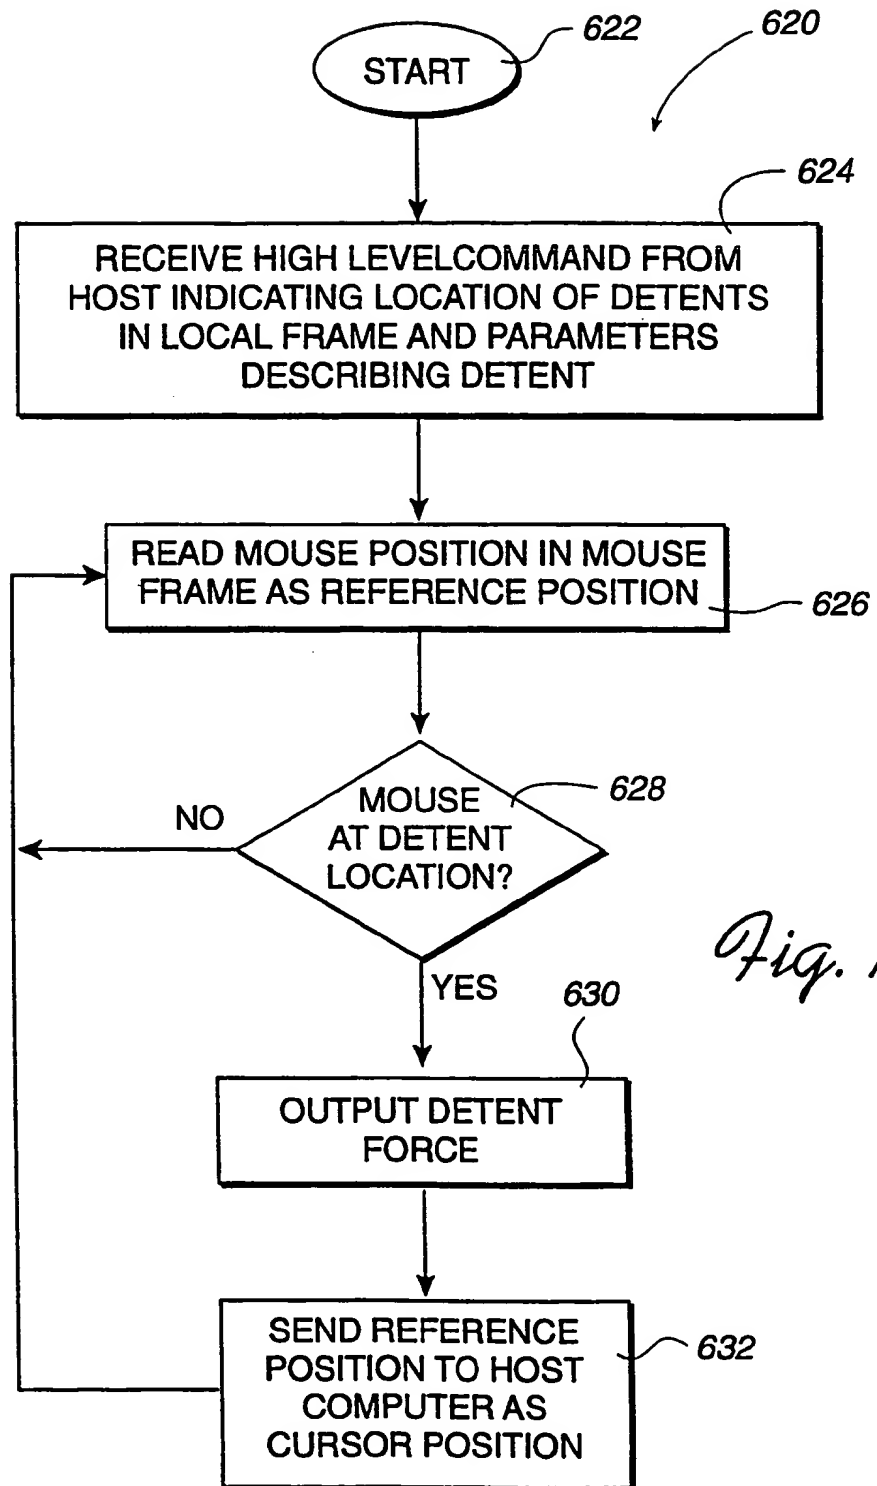 START
622
620
624
RECEIVE HIGH LEVELCOMMAND FROM
HOST INDICATING LOCATION OF DETENTS
IN LOCAL FRAME AND PARAMETERS
DESCRIBING DETENT
READ MOUSE POSITION IN MOUSE
FRAME AS REFERENCE POSITION
626
MOUSE
AT DETENT
LOCATION?
628
NO
YES
Fig.
630
OUTPUT DETENT
FORCE
SEND REFERENCE
POSITION TO HOST
COMPUTER AS
CURSOR POSITION
632